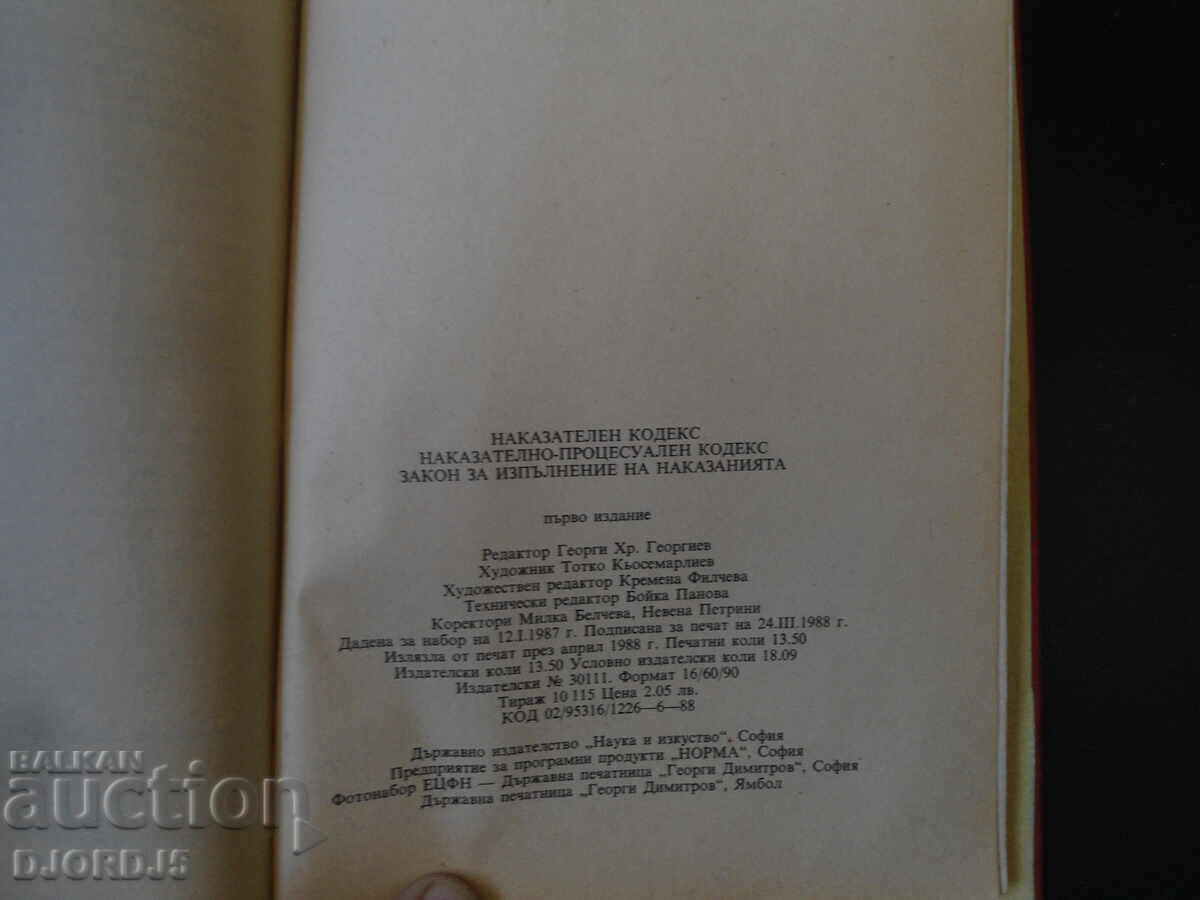 НАКАЗАТЕЛЕН КОДЕКС
НАКАЗАТЕЛНО-ПРОЦЕСУАЛЕН КОДЕКС
ЗАКОН ЗА ИЗПЪЛНЕНИЕ НА НАКАЗАНИЯТА
първо издание
Редактор Георги Хр. Георгиев
Художник Тотко Кьосемарлиев
Художествен редактор Кремена Филчева
Технически редактор Бойка Панова
Коректори Милка Белчева, Невена Петрини
Дадена за набор на 12.I.1987 г. Подписана за печат на 24.III.1988 г.
Излязла от печат през април 1988 г. Печатни коли 13.50
Издателски коли 13.50 Условно издателски коли 18.09
Издателски № 30111. Формат 16/60/90
Тираж 10 115 Цена 2.05 лв.
КОД 02/95316/1226—6—88
Държавно издателство „Наука и изкуство“, София
Предприятие за програмни продукти „НОРМА“, София
Фотонабор ЕЦФН — Държавна печатница „Георги Димитров“, София
Държавна печатница „Георги Димитров“, Ямбол
BALKAN
auction
DJORDJ5